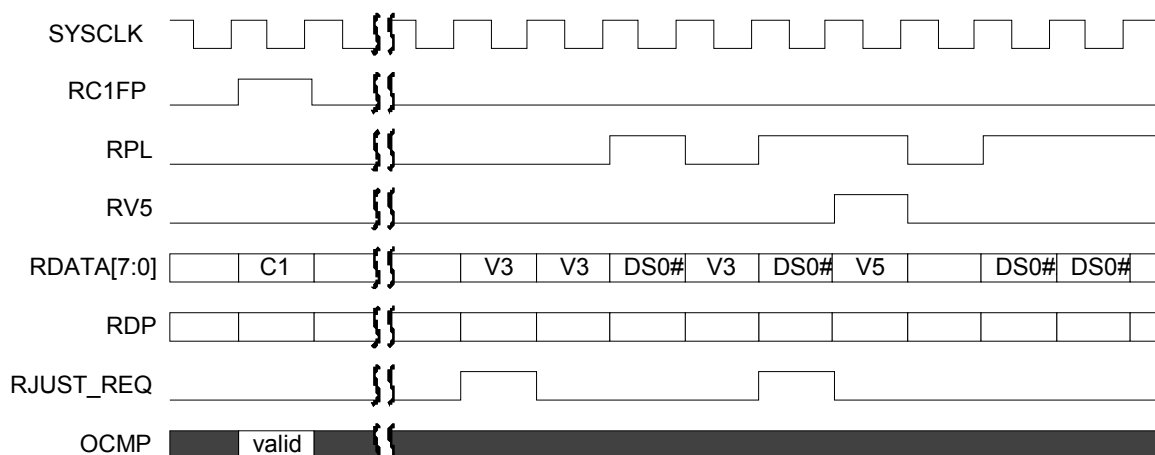 SYSCLK
RC1FP
RPL
RV5
RDATA[7:0] C1 V3 V3 DS0# V3 DS0# V5 DS0# DS0#
RDP
RJUST_REQ
OCMP valid